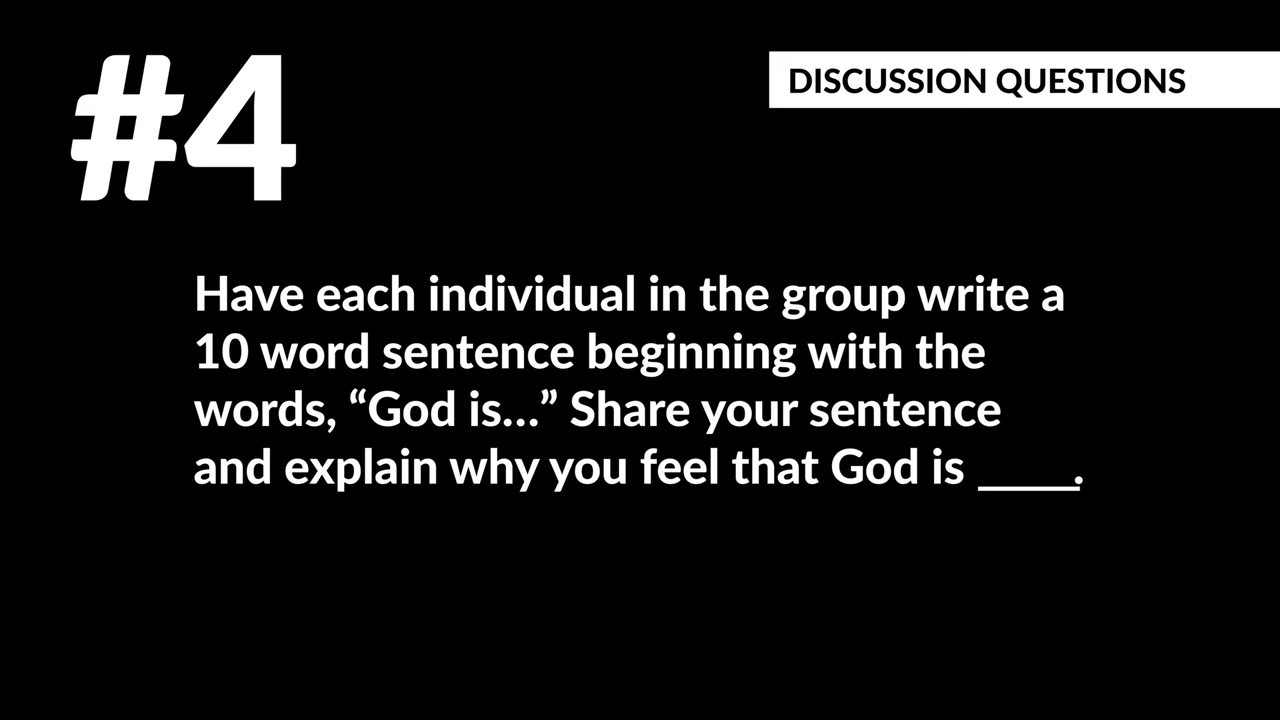 #4
DISCUSSION QUESTIONS
Have each individual in the group write a
10 word sentence beginning with the
words, “God is...” Share your sentence
and explain why you feel that God is _____.